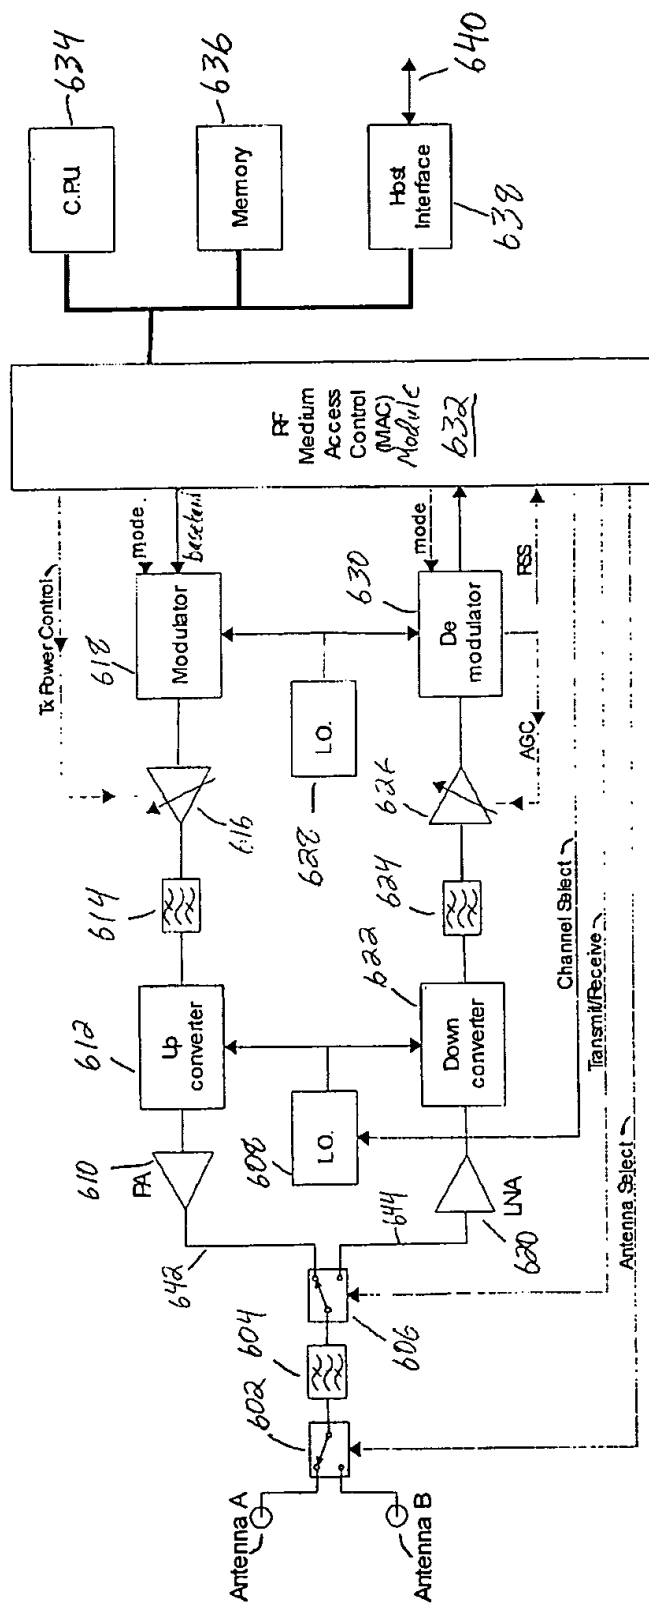 Antenna A
Antenna B
602
604
606
642
644
610
PA
LNA
620
612
Up
converter
608
L.O.
Down
converter
622
614
624
616
626
Tx Power Control
618
Modulator
mode
baseband
628
L.O.
De
modulator
630
mode
AGC
RSS
Channel Select
Transmit/Receive
Antenna Select
RF
Medium
Access
Control
(MAC)
Module
632
C.P.U
634
Memory
636
Host
Interface
638
640